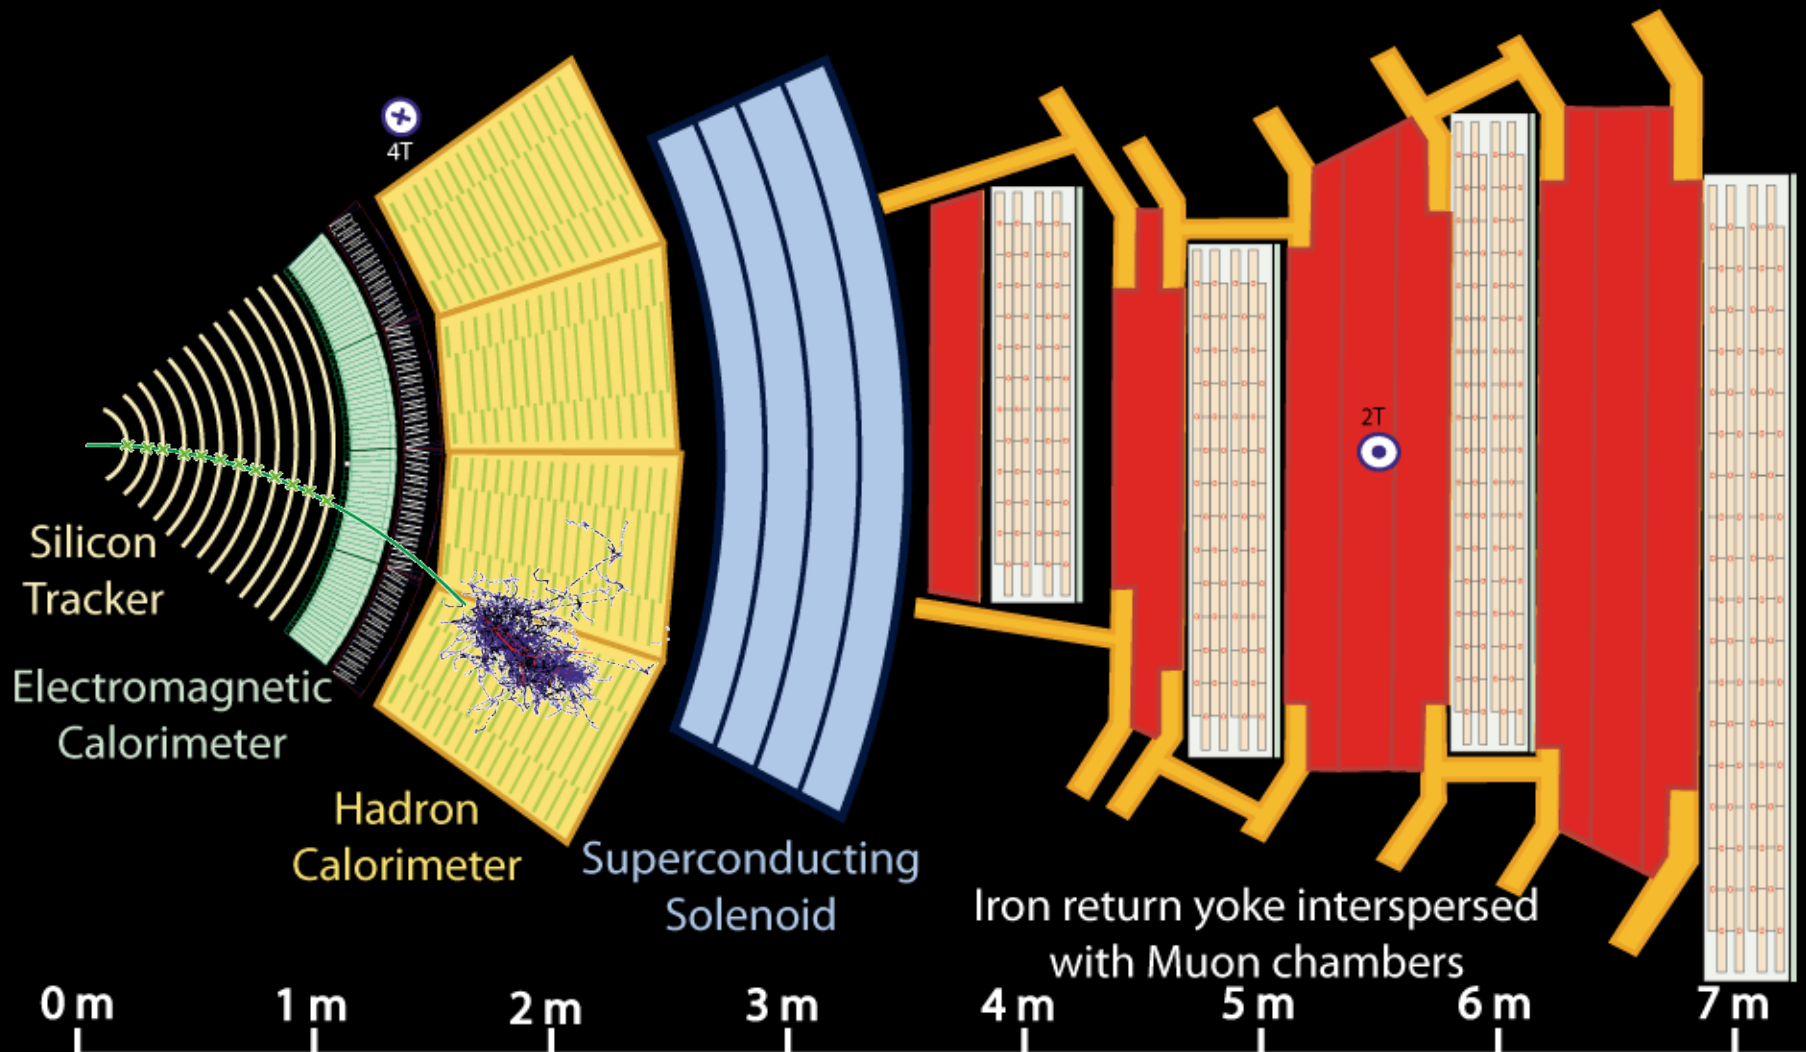 4T
2T
Silicon
Tracker
Electromagnetic
Calorimeter
Hadron
Calorimeter
Superconducting
Solenoid
Iron return yoke interspersed
with Muon chambers
0 m 1 m 2 m 3 m 4 m 5 m 6 m 7 m